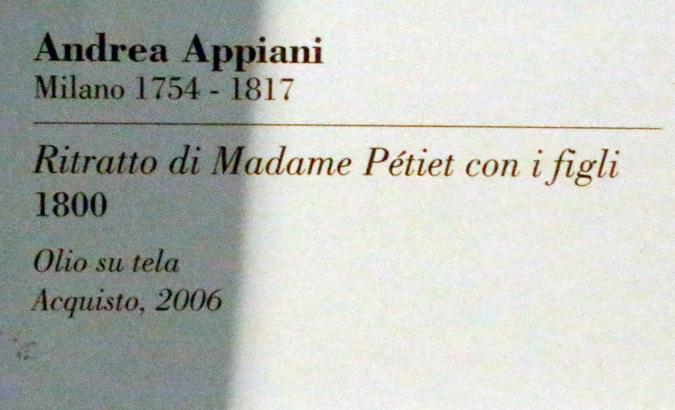 Andrea Appiani
Milano 1754 - 1817
Ritratto di Madame Pétiet con i figli
1800
Olio su tela
Acquisto, 2006